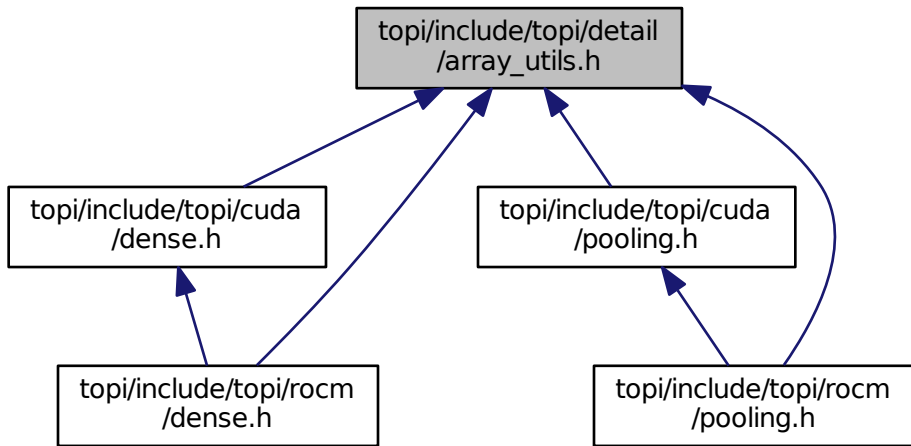 topi/include/topi/detail
/array_utils.h
topi/include/topi/cuda
/dense.h
topi/include/topi/cuda
/pooling.h
topi/include/topi/rocm
/dense.h
topi/include/topi/rocm
/pooling.h